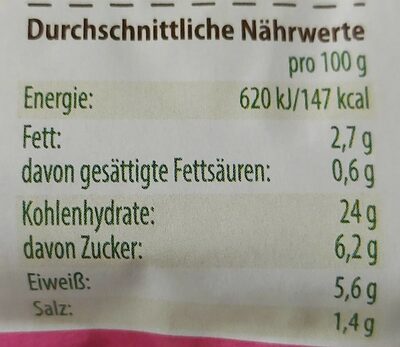 Durchschnittliche Nährwerte
pro 100 g
Energie: 620 kJ/147 kcal
Fett: 2,7 g
davon gesättigte Fettsäuren: 0,6 g
Kohlenhydrate: 24 g
davon Zucker: 6,2 g
Eiweiß: 5,6 g
Salz: 1,4 g